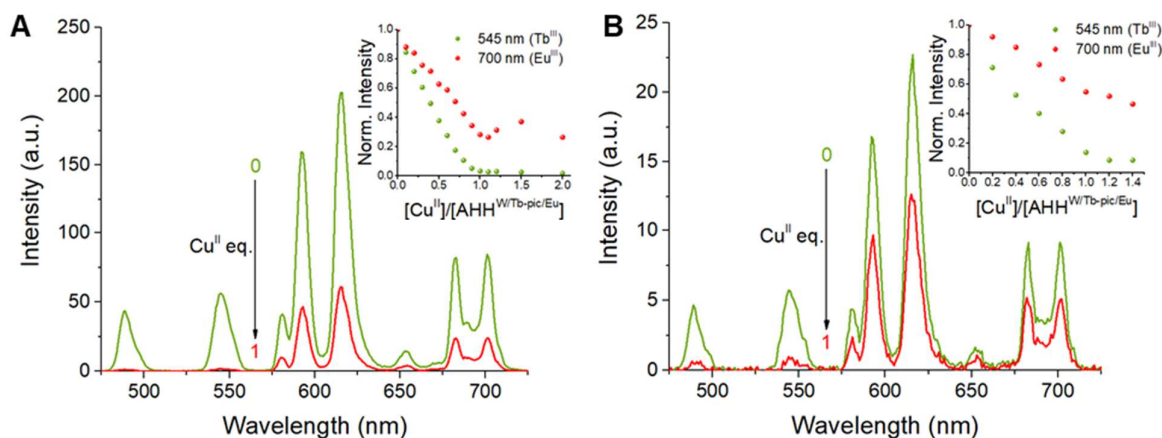 A
250
200
150
100
50
0
Intensity (a.u.)
500 550 600 650 700
Wavelength (nm)
0
Cu^II eq.
1
1.0
0.8
0.6
0.4
0.2
0.0
Norm. Intensity
0.0 0.5 1.0 1.5 2.0
[Cu^II]/[AHH^W/Tb-pic/Eu]
545 nm (Tb^III)
700 nm (Eu^III)
B
25
20
15
10
5
0
Intensity (a.u.)
500 550 600 650 700
Wavelength (nm)
0
Cu^II eq.
1
1.0
0.8
0.6
0.4
0.2
0.0
Norm. Intensity
0.0 0.2 0.4 0.6 0.8 1.0 1.2 1.4
[Cu^II]/[AHH^W/Tb-pic/Eu]
545 nm (Tb^III)
700 nm (Eu^III)